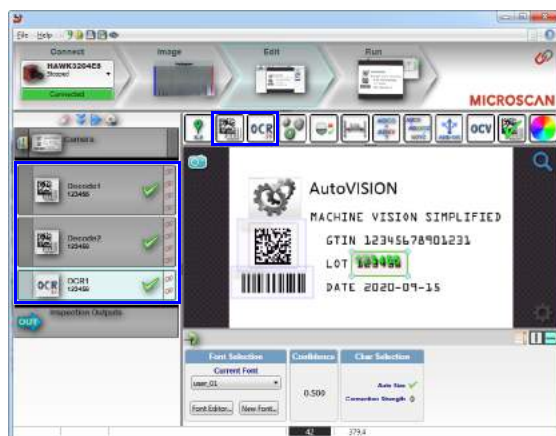 File Help
Connect
Image
Edit
Run
HAWK3204E8
Stopped
Connected
MICROSCAN
OCR
OCV
Camera
Decode1
123456
Decode2
123456
OCR
OCR1
123456
OUT
Inspection Outputs
AutoVISION
MACHINE VISION SIMPLIFIED
GTIN 12345678901231
LOT 123456
DATE 2020-09-15
Font Selection
Current Font
user_01
Font Editor...
New Font...
Confidence
0.500
Char Selection
Auto Size
Connection Strength 0
42
379,4